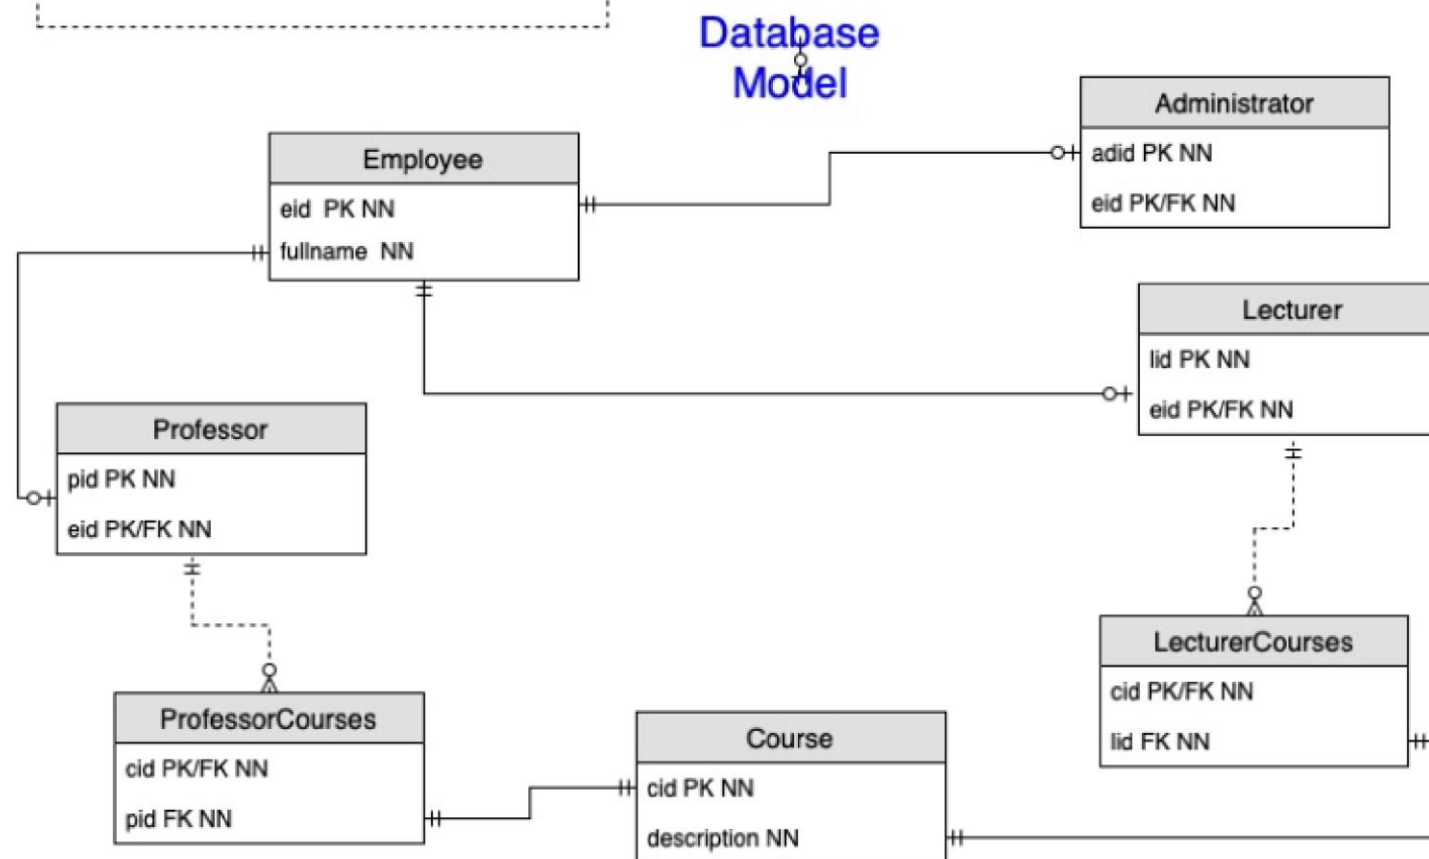 Database
Model
Administrator
adid PK NN
eid PK/FK NN
Employee
eid PK NN
fullname NN
Lecturer
lid PK NN
eid PK/FK NN
Professor
pid PK NN
eid PK/FK NN
LecturerCourses
cid PK/FK NN
lid FK NN
ProfessorCourses
cid PK/FK NN
pid FK NN
Course
cid PK NN
description NN